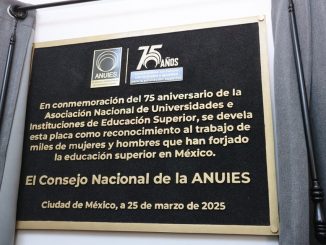 ANUIES
75
AÑOS
En conmemoración del 75 aniversario de la
Asociación Nacional de Universidades e
Instituciones de Educación Superior, se devela
esta placa como reconocimiento al trabajo de
miles de mujeres y hombres que han forjado
la educación superior en México.
El Consejo Nacional de la ANUIES
Ciudad de México, a 25 de marzo de 2025